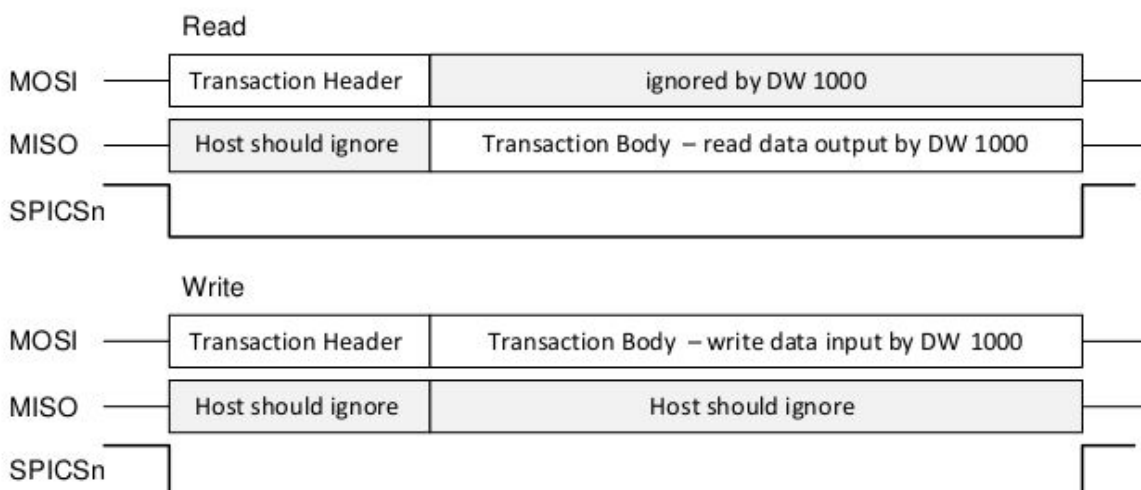 Read
MOSI Transaction Header ignored by DW 1000
MISO Host should ignore Transaction Body – read data output by DW 1000
SPICSn
Write
MOSI Transaction Header Transaction Body – write data input by DW 1000
MISO Host should ignore Host should ignore
SPICSn